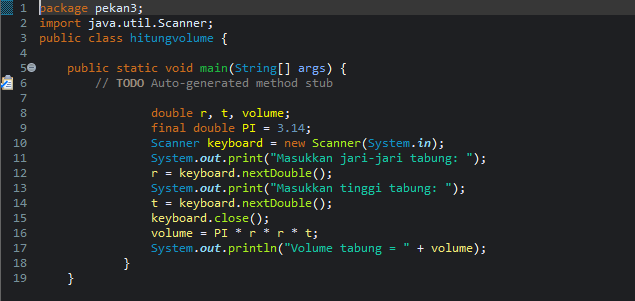 1 package pekan3;
2 import java.util.Scanner;
3 public class hitungvolume {
4
5 public static void main(String[] args) {
6 // TODO Auto-generated method stub
7
8 double r, t, volume;
9 final double PI = 3.14;
10 Scanner keyboard = new Scanner(System.in);
11 System.out.print("Masukkan jari-jari tabung: ");
12 r = keyboard.nextDouble();
13 System.out.print("Masukkan tinggi tabung: ");
14 t = keyboard.nextDouble();
15 keyboard.close();
16 volume = PI * r * r * t;
17 System.out.println("Volume tabung = " + volume);
18 }
19 }